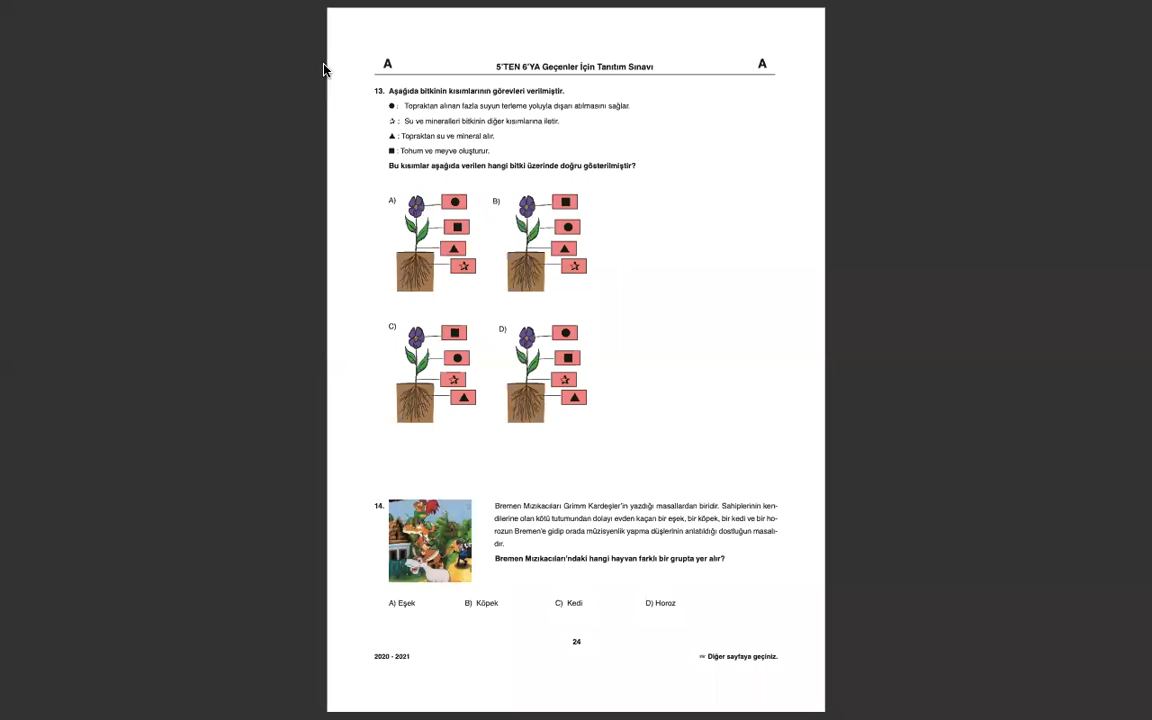 A
5'TEN 6'YA Geçenler İçin Tanıtım Sınavı
A
13. Aşağıda bitkinin kısımlarının görevleri verilmiştir.
● : Topraktan alınan fazla suyun terleme yoluyla dışarı atılmasını sağlar.
✰ : Su ve mineralleri bitkinin diğer kısımlarına iletir.
▲ : Topraktan su ve mineral alır.
■ : Tohum ve meyve oluşturur.
Bu kısımlar aşağıda verilen hangi bitki üzerinde doğru gösterilmiştir?
A)
B)
C)
D)
14.
Bremen Mızıkacıları Grimm Kardeşler'in yazdığı masallardan biridir. Sahiplerinin ken-
dilerine olan kötü tutumundan dolayı evden kaçan bir eşek, bir köpek, bir kedi ve bir ho-
rozun Bremen'e gidip orada müzisyenlik yapma düşlerinin anlatıldığı dostluğun masalı-
dır.
Bremen Mızıkacıları'ndaki hangi hayvan farklı bir grupta yer alır?
A) Eşek B) Köpek C) Kedi D) Horoz
24
2020 - 2021
☞ Diğer sayfaya geçiniz.